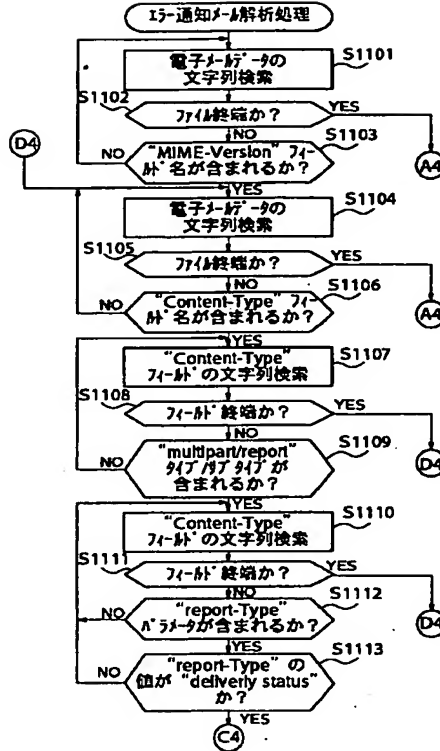 エラー通知メール解析処理
S1101
電子メールデータの
文字列検索
S1102
ファイル終端か？
YES
NO
S1103
D4
A4
"MIME-Version" フィー
ルド名が含まれるか？
NO
YES
S1104
電子メールデータの
文字列検索
S1105
ファイル終端か？
YES
NO
S1106
A4
"Content-Type" フィ
ールド名が含まれるか？
NO
YES
S1107
"Content-Type"
フィールドの文字列検索
S1108
フィールド終端か？
YES
NO
S1109
D4
"multipart/report"
タイプ/サブタイプが
含まれるか？
NO
YES
S1110
"Content-Type"
フィールドの文字列検索
S1111
フィールド終端か？
YES
NO
S1112
D4
"report-Type"
パラメータが含まれるか？
NO
YES
S1113
"report-Type" の
値が "deliverly status"
か？
NO
YES
C4